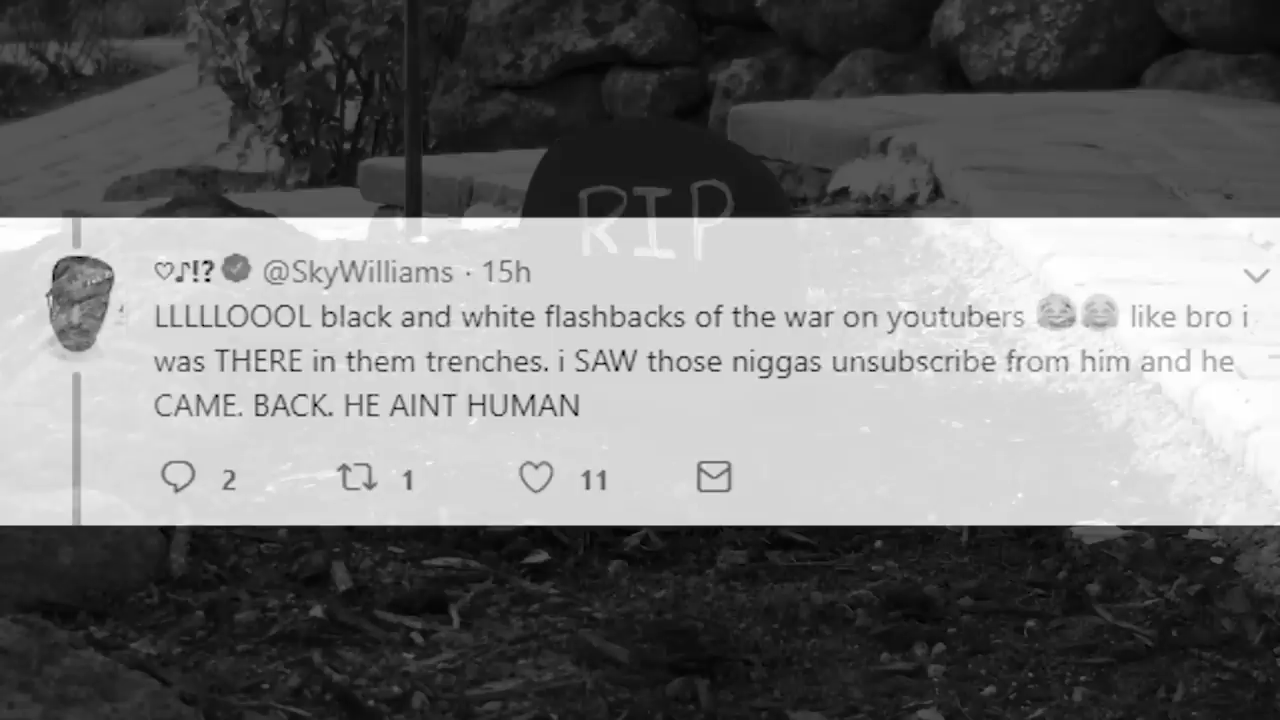 RIP
♡♪!? @SkyWilliams · 15h
LLLLLOOOL black and white flashbacks of the war on youtubers 😂😂 like bro i
was THERE in them trenches. i SAW those niggas unsubscribe from him and he
CAME. BACK. HE AINT HUMAN
2 1 11